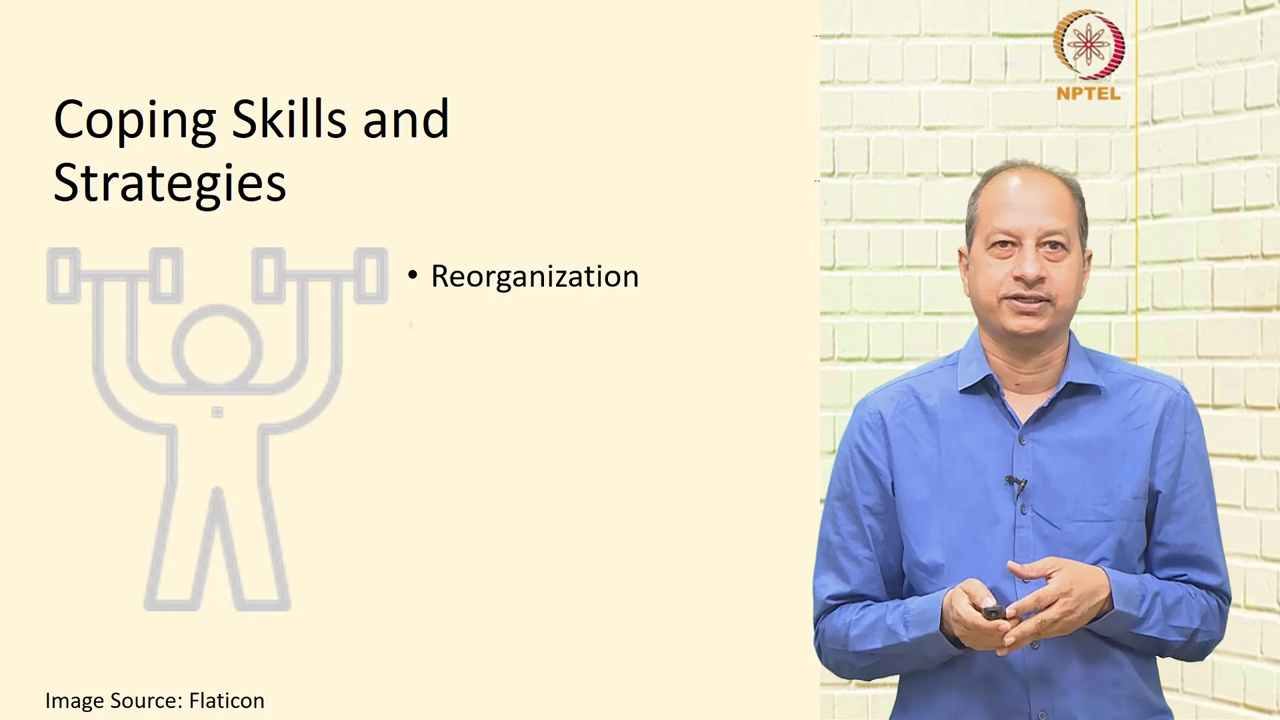 NPTEL
Coping Skills and
Strategies
• Reorganization
Image Source: Flaticon